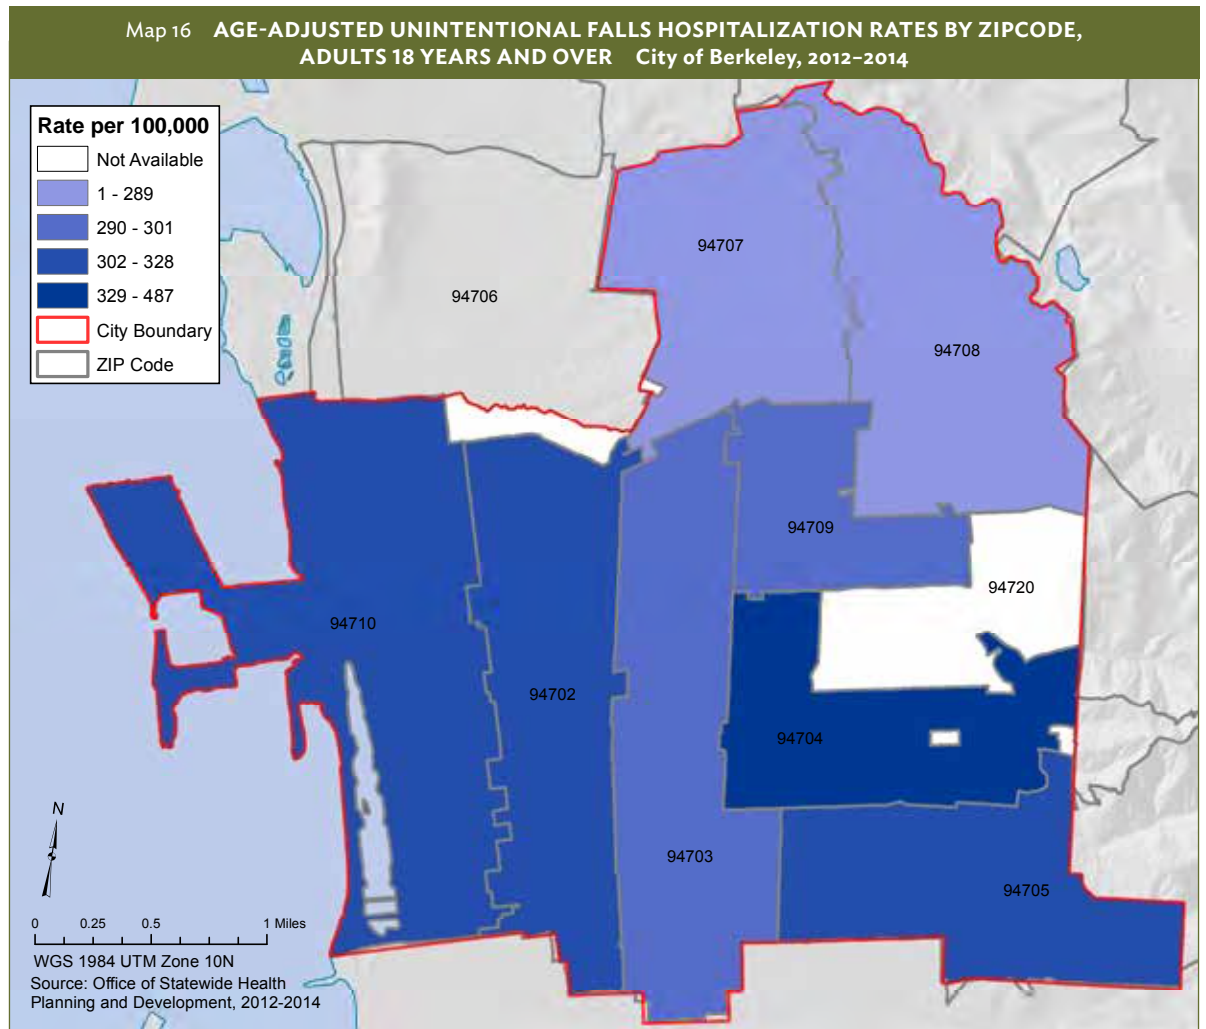 Map 16 AGE-ADJUSTED UNINTENTIONAL FALLS HOSPITALIZATION RATES BY ZIPCODE,
ADULTS 18 YEARS AND OVER City of Berkeley, 2012–2014
Rate per 100,000
Not Available
1 - 289
290 - 301
302 - 328
329 - 487
City Boundary
ZIP Code
94707
94706
94708
94709
94720
94710
94702
94704
94703
94705
N
0 0.25 0.5 1 Miles
WGS 1984 UTM Zone 10N
Source: Office of Statewide Health
Planning and Development, 2012-2014